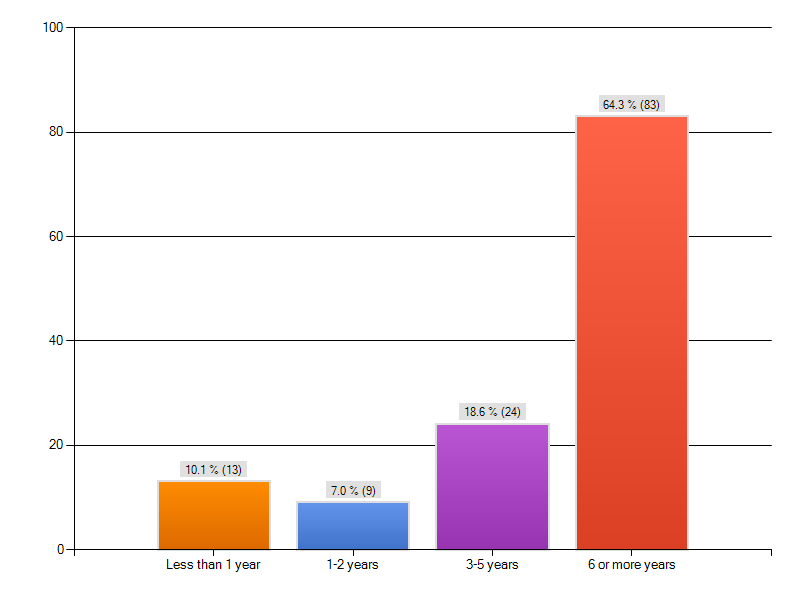 100
80
60
40
20
0
64.3 % (83)
18.6 % (24)
10.1 % (13)
7.0 % (9)
Less than 1 year
1-2 years
3-5 years
6 or more years